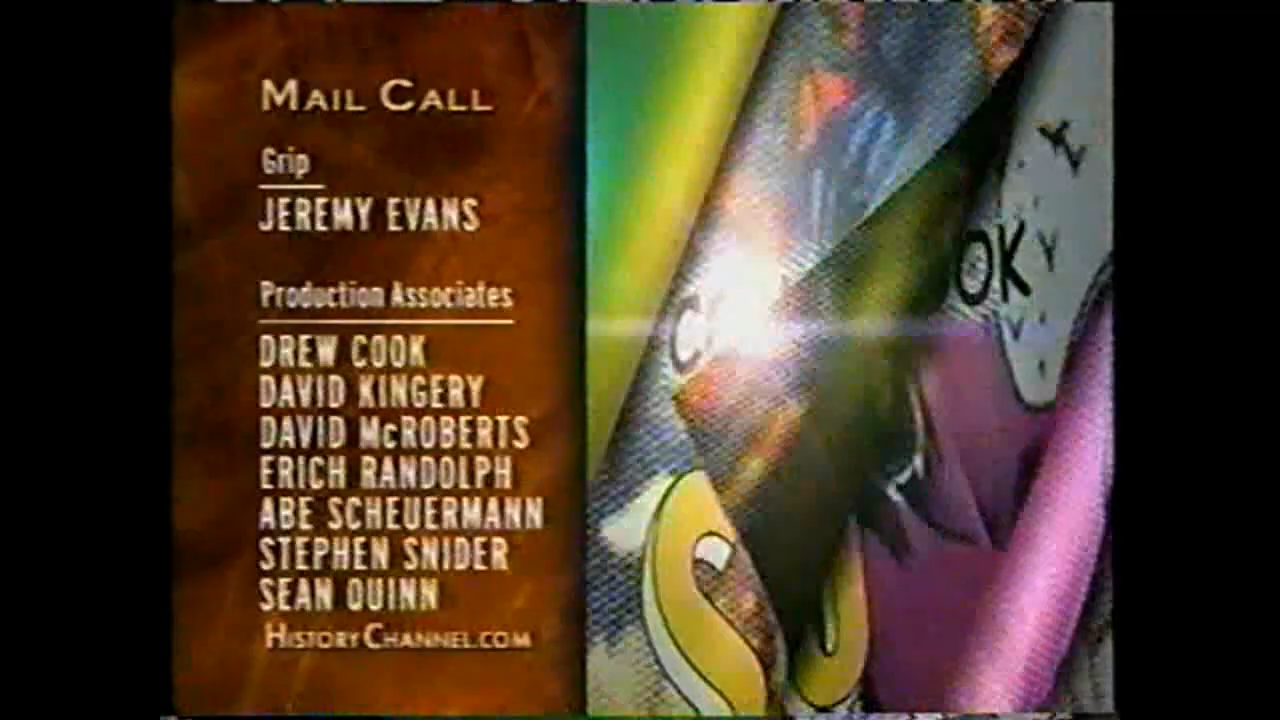 MAIL CALL
Grip
JEREMY EVANS
Production Associates
DREW COOK
DAVID KINGERY
DAVID McROBERTS
ERICH RANDOLPH
ABE SCHEUERMANN
STEPHEN SNIDER
SEAN QUINN
HISTORYCHANNEL.COM
OK